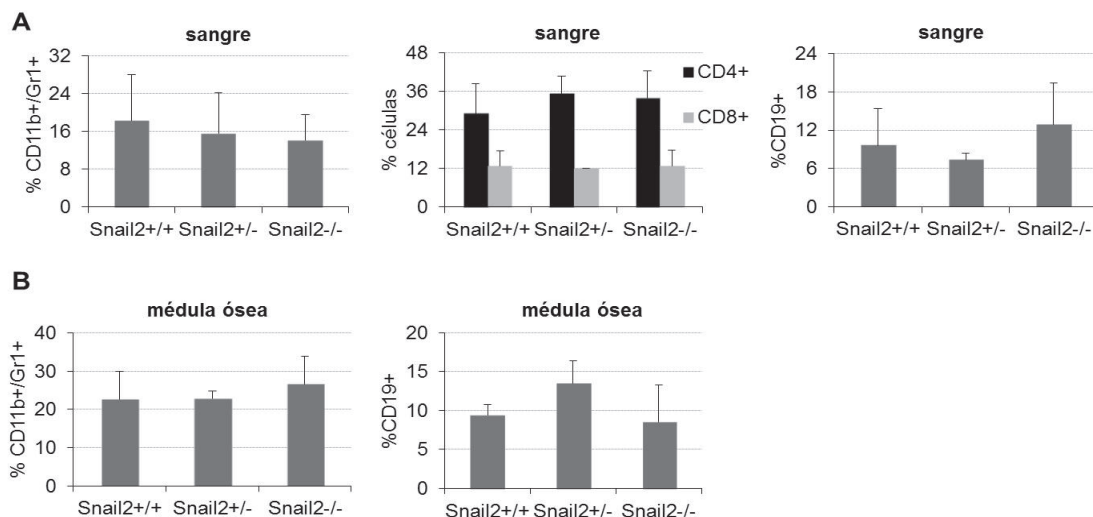 A
sangre
% CD11b+/Gr1+
32
24
16
8
0
Snail2+/+ Snail2+/- Snail2-/-
sangre
% células
48
36
24
12
0
CD4+
CD8+
Snail2+/+ Snail2+/- Snail2-/-
sangre
%CD19+
24
18
12
6
0
Snail2+/+ Snail2+/- Snail2-/-
B
médula ósea
% CD11b+/Gr1+
40
30
20
10
0
Snail2+/+ Snail2+/- Snail2-/-
médula ósea
%CD19+
20
15
10
5
0
Snail2+/+ Snail2+/- Snail2-/-